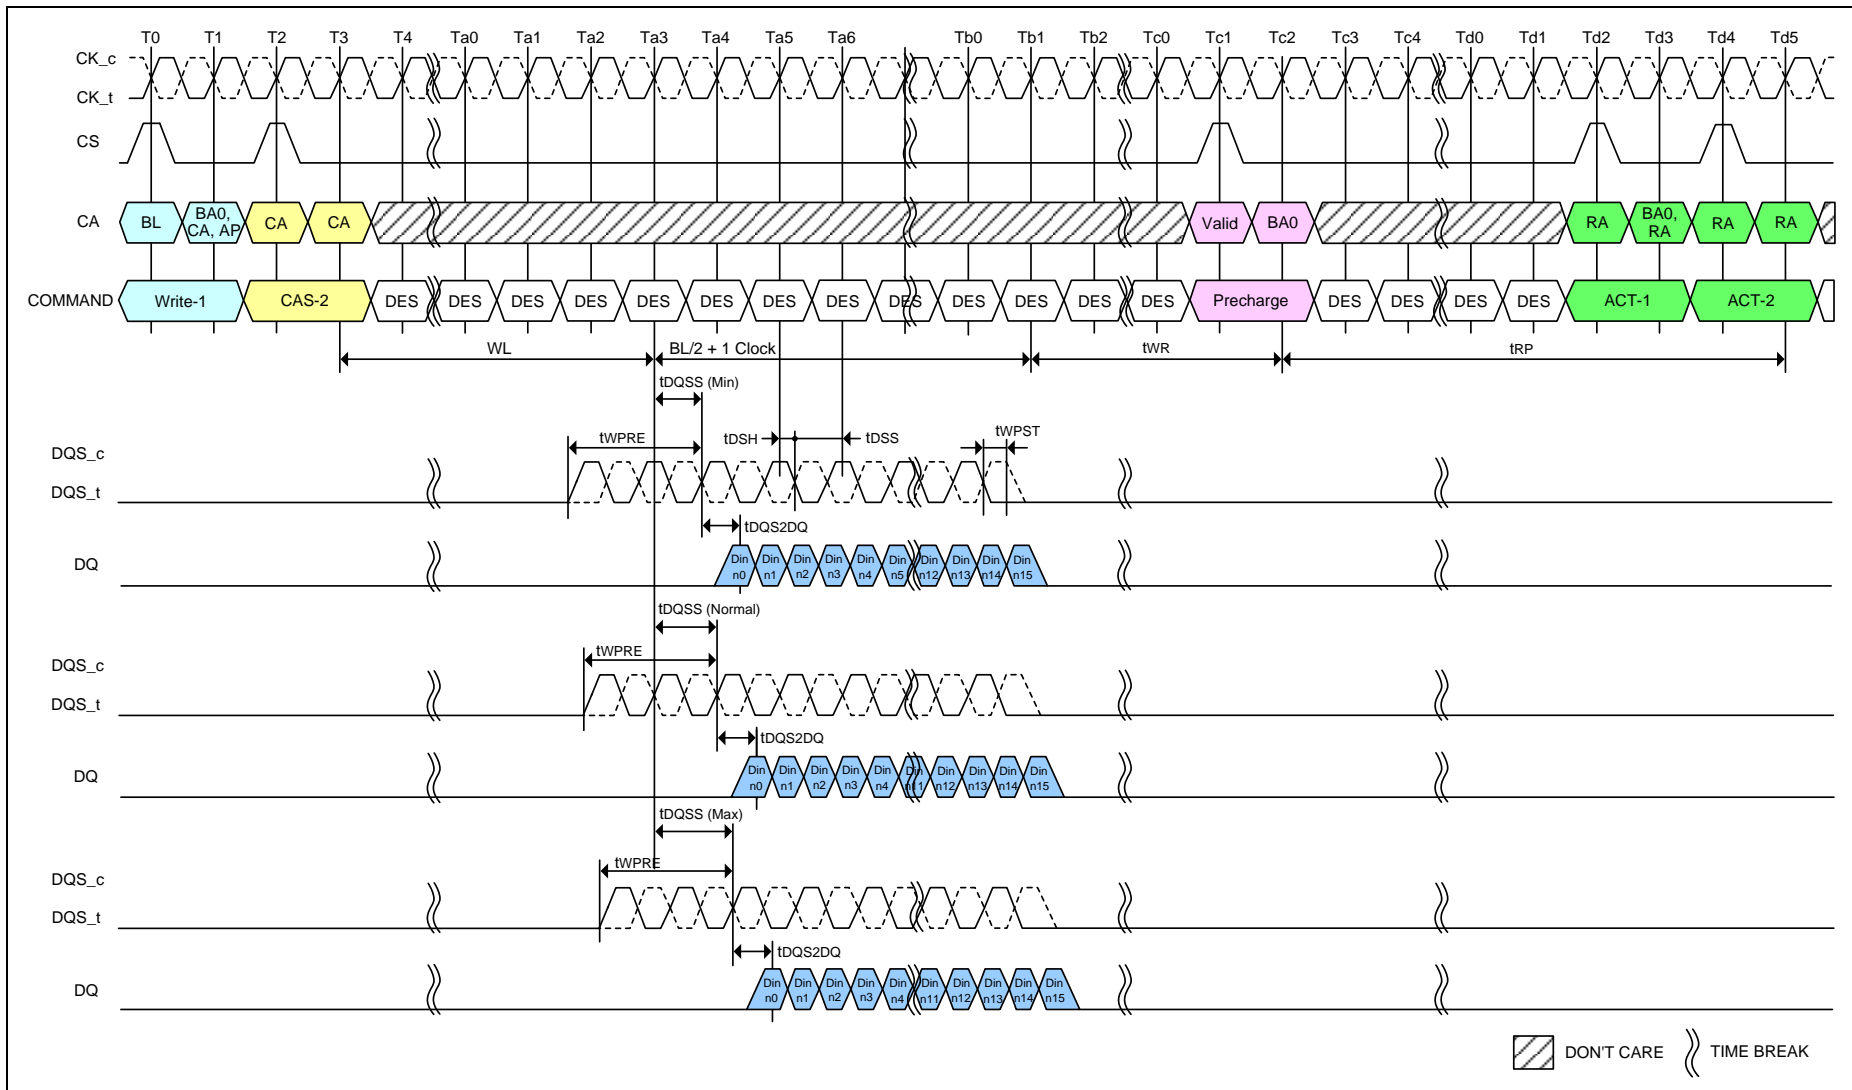 T0 T1 T2 T3 T4 Ta0 Ta1 Ta2 Ta3 Ta4 Ta5 Ta6 Tb0 Tb1 Tb2 Tc0 Tc1 Tc2 Tc3 Tc4 Td0 Td1 Td2 Td3 Td4 Td5
CK_c
CK_t
CS
CA BL BA0, CA, AP CA CA Valid BA0 RA BA0, RA RA RA
COMMAND Write-1 CAS-2 DES DES DES DES DES DES DES DES DES DES DES DES DES Precharge DES DES DES DES ACT-1 ACT-2
WL BL/2 + 1 Clock tWR tRP
tDQSS (Min)
tWPRE tDSH tDSS tWPST
DQS_c
DQS_t
tDQS2DQ
DQ Din n0 Din n1 Din n2 Din n3 Din n4 Din n5 Din n12 Din n13 Din n14 Din n15
tDQSS (Normal)
tWPRE
DQS_c
DQS_t
tDQS2DQ
DQ Din n0 Din n1 Din n2 Din n3 Din n4 Din n11 Din n12 Din n13 Din n14 Din n15
tDQSS (Max)
tWPRE
DQS_c
DQS_t
tDQS2DQ
DQ Din n0 Din n1 Din n2 Din n3 Din n4 Din n11 Din n12 Din n13 Din n14 Din n15
DON'T CARE TIME BREAK